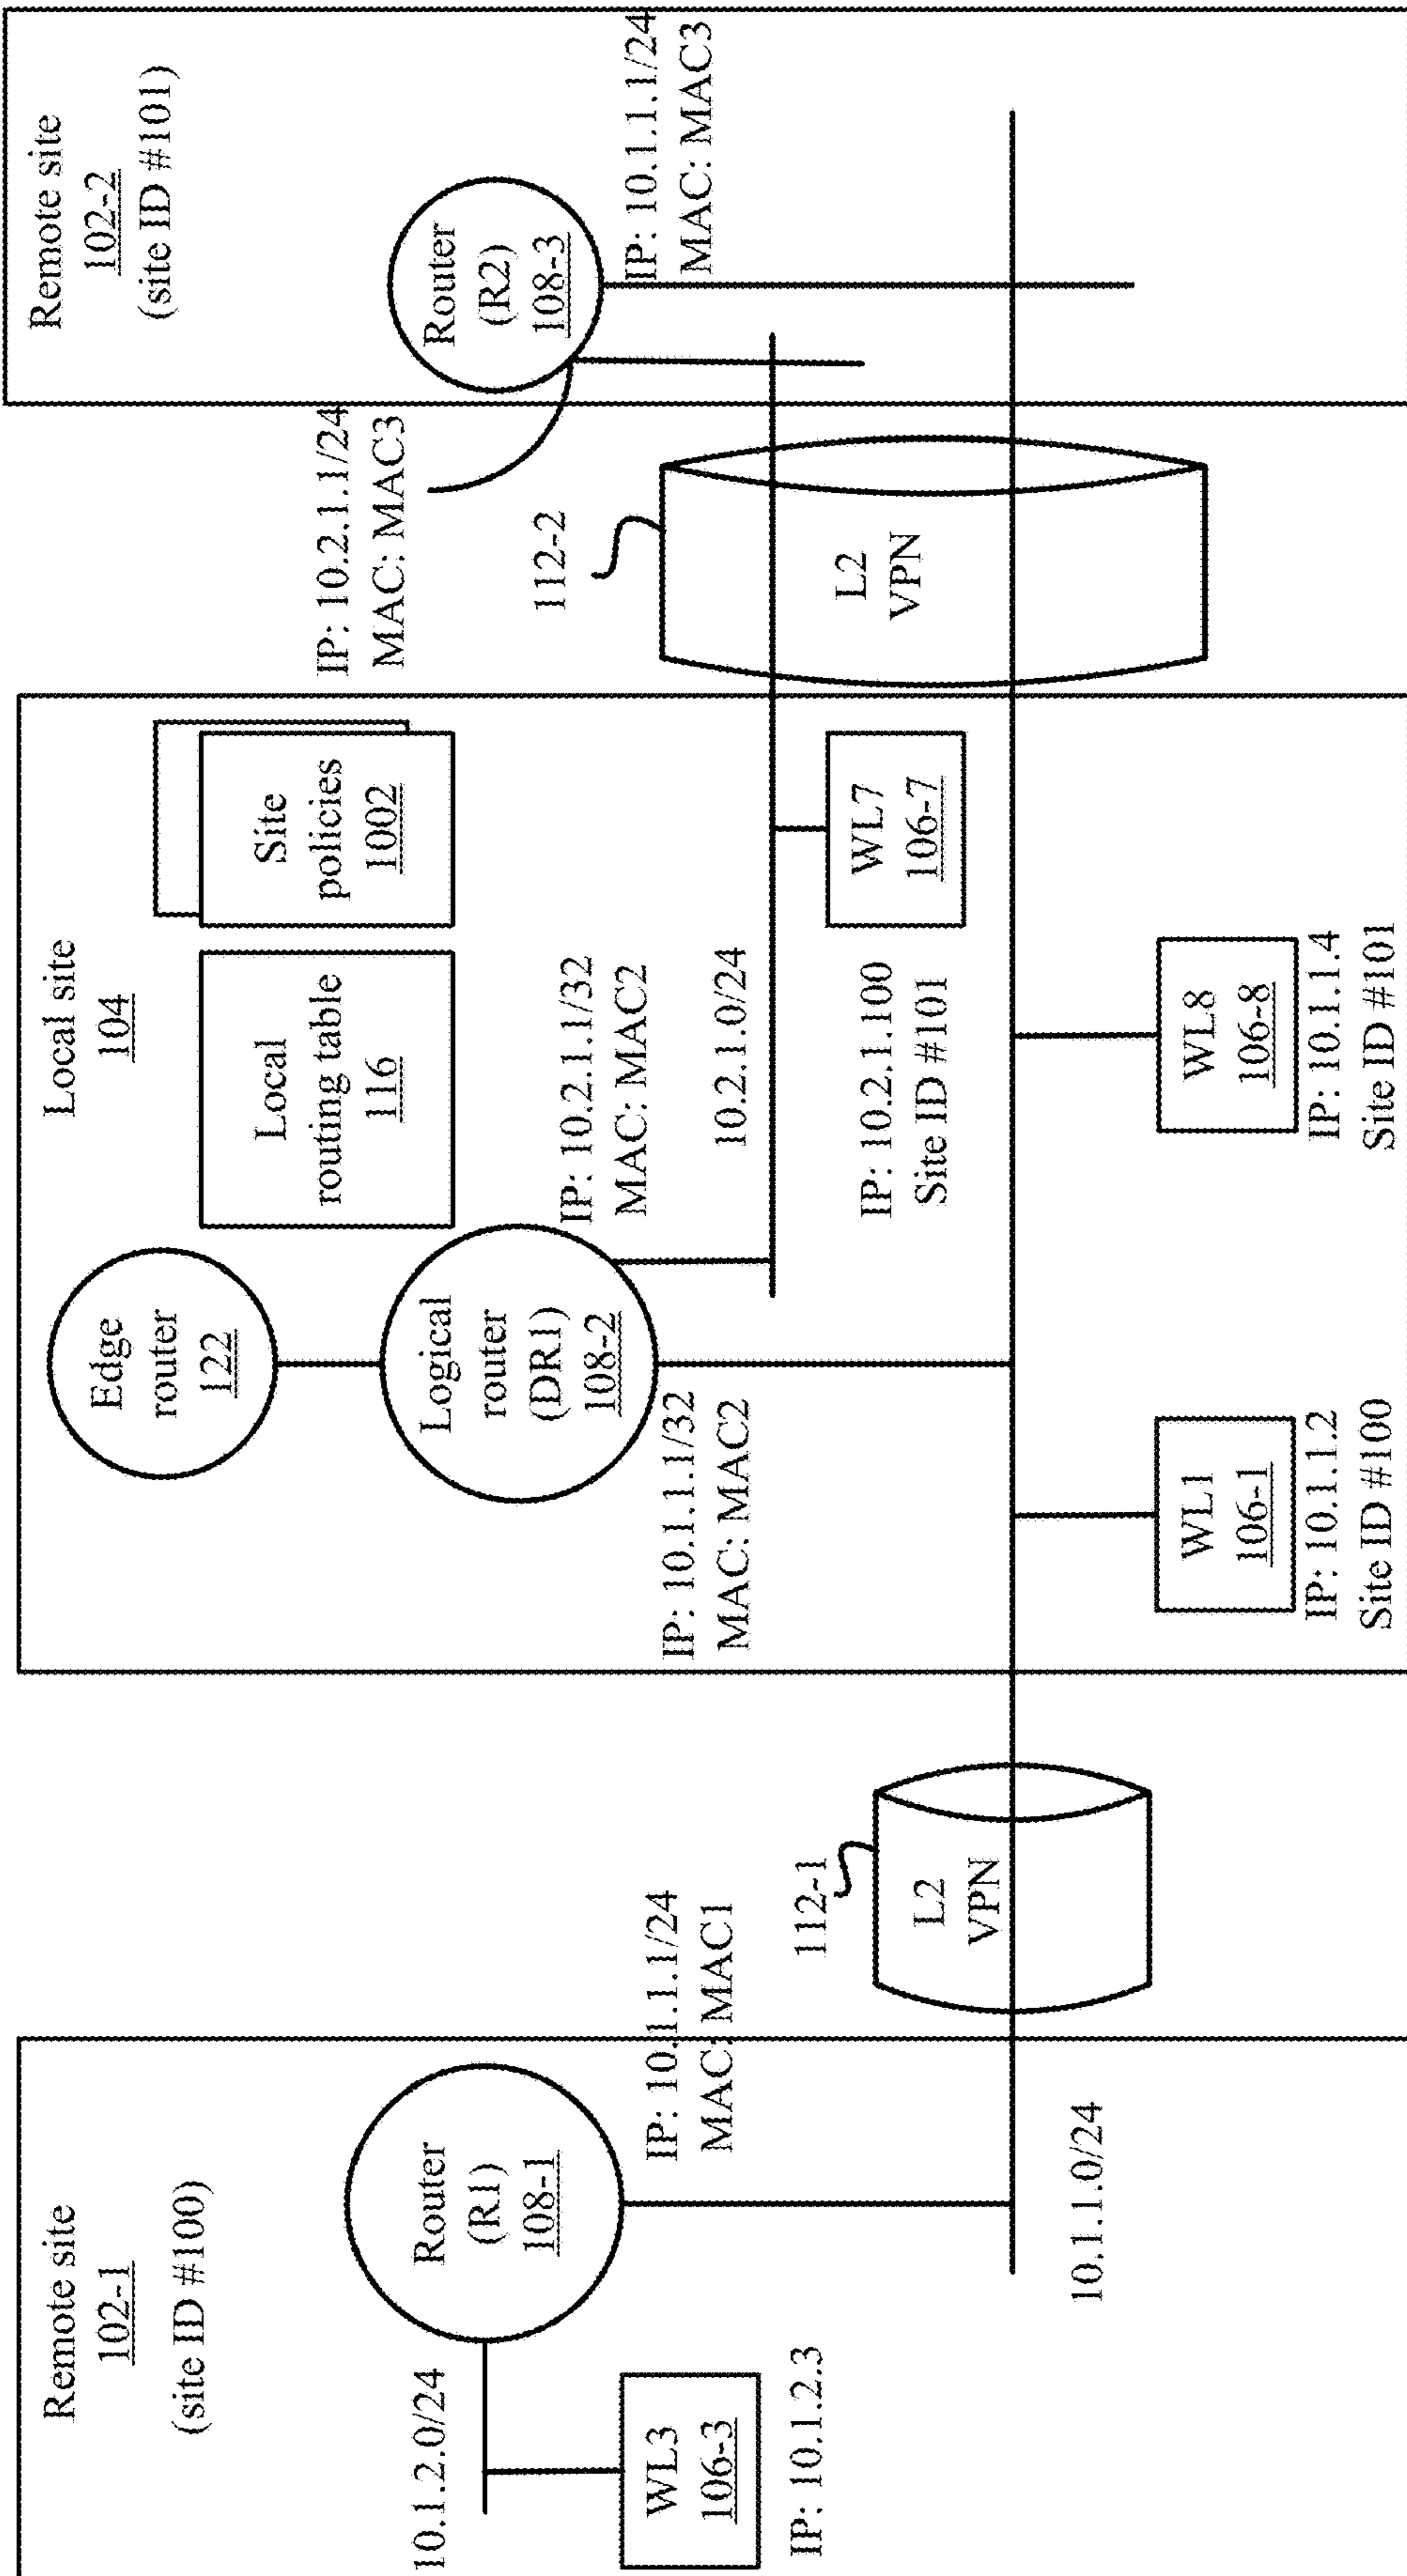 Remote site
102-1
(site ID #100)
10.1.2.0/24
WL3
106-3
IP: 10.1.2.3
Router
(R1)
108-1
IP: 10.1.1.1/24
MAC: MAC1
10.1.1.0/24
112-1
L2
VPN
Local site
104
Edge
router
122
Logical
router
(DR1)
108-2
IP: 10.1.1.1/32
MAC: MAC2
Local
routing table
116
Site
policies
1002
IP: 10.2.1.1/32
MAC: MAC2
10.2.1.0/24
WL7
106-7
IP: 10.2.1.100
Site ID #101
WL1
106-1
IP: 10.1.1.2
Site ID #100
WL8
106-8
IP: 10.1.1.4
Site ID #101
IP: 10.2.1.1/24
MAC: MAC3
112-2
L2
VPN
Remote site
102-2
(site ID #101)
Router
(R2)
108-3
IP: 10.1.1.1/24
MAC: MAC3